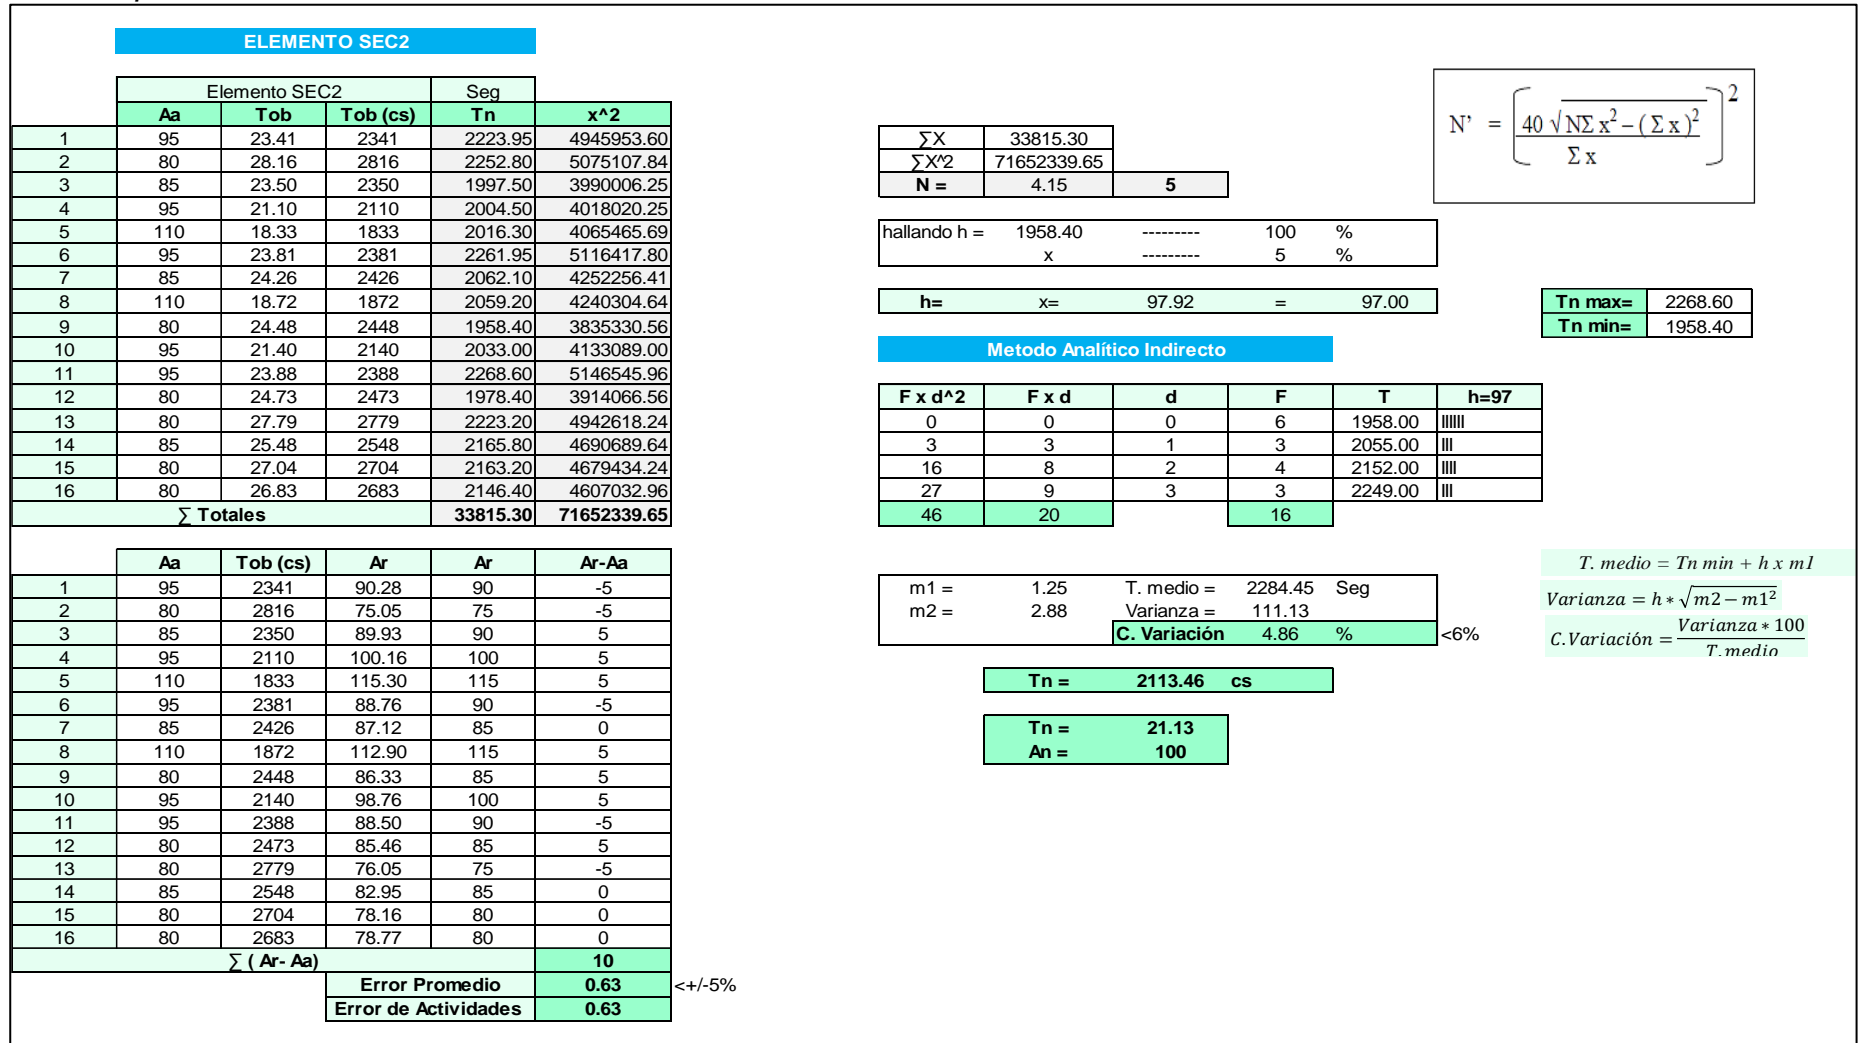 ELEMENTO SEC2
Elemento SEC2 Seg
Aa Tob Tob (cs) Tn x^2
1 95 23.41 2341 2223.95 4945953.60
2 80 28.16 2816 2252.80 5075107.84
3 85 23.50 2350 1997.50 3990006.25
4 95 21.10 2110 2004.50 4018020.25
5 110 18.33 1833 2016.30 4065465.69
6 95 23.81 2381 2261.95 5116417.80
7 85 24.26 2426 2062.10 4252256.41
8 110 18.72 1872 2059.20 4240304.64
9 80 24.48 2448 1958.40 3835330.56
10 95 21.40 2140 2033.00 4133089.00
11 95 23.88 2388 2268.60 5146545.96
12 80 24.73 2473 1978.40 3914066.56
13 80 27.79 2779 2223.20 4942618.24
14 85 25.48 2548 2165.80 4690689.64
15 80 27.04 2704 2163.20 4679434.24
16 80 26.83 2683 2146.40 4607032.96
∑ Totales 33815.30 71652339.65
Aa Tob (cs) Ar Ar Ar-Aa
1 95 2341 90.28 90 -5
2 80 2816 75.05 75 -5
3 85 2350 89.93 90 5
4 95 2110 100.16 100 5
5 110 1833 115.30 115 5
6 95 2381 88.76 90 -5
7 85 2426 87.12 85 0
8 110 1872 112.90 115 5
9 80 2448 86.33 85 5
10 95 2140 98.76 100 5
11 95 2388 88.50 90 -5
12 80 2473 85.46 85 5
13 80 2779 76.05 75 -5
14 85 2548 82.95 85 0
15 80 2704 78.16 80 0
16 80 2683 78.77 80 0
∑ ( Ar- Aa) 10
Error Promedio 0.63 <+/-5%
Error de Actividades 0.63
∑X 33815.30
∑X^2 71652339.65
N = 4.15 5
N' = [40 √NΣ x² – ( Σ x )² / Σ x]²
hallando h = 1958.40 --------- 100 %
x --------- 5 %
h= x= 97.92 = 97.00
Tn max= 2268.60
Tn min= 1958.40
Metodo Analítico Indirecto
F x d^2 F x d d F T h=97
0 0 0 6 1958.00 IIIIII
3 3 1 3 2055.00 III
16 8 2 4 2152.00 IIII
27 9 3 3 2249.00 III
46 20 16
m1 = 1.25 T. medio = 2284.45 Seg
m2 = 2.88 Varianza = 111.13
C. Variación 4.86 % <6%
T. medio = Tn min + h x m1
Varianza = h ∗ √m2 − m1²
C.Variación = Varianza ∗ 100 / T.medio
Tn = 2113.46 cs
Tn = 21.13
An = 100